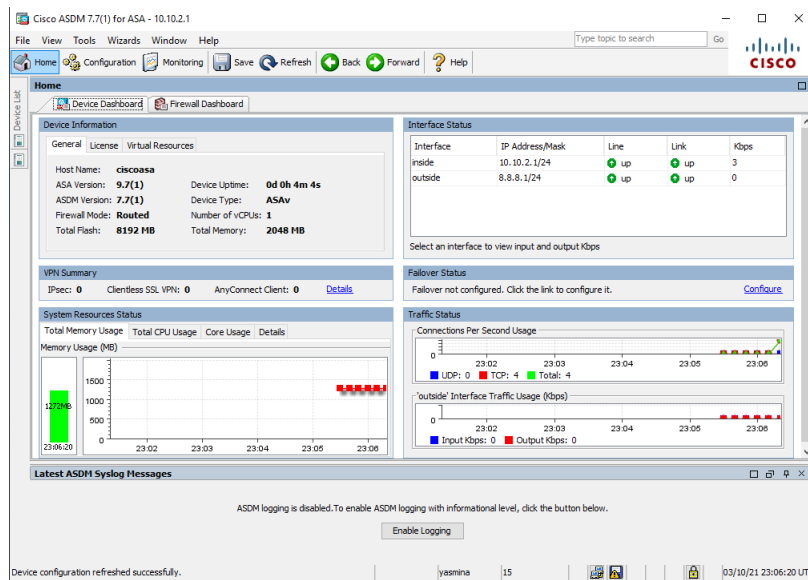 Cisco ASDM 7.7(1) for ASA - 10.10.2.1
File View Tools Wizards Window Help
Type topic to search Go
Home Configuration Monitoring Save Refresh Back Forward Help
CISCO
Device List
Home
Device Dashboard Firewall Dashboard
Device Information
General License Virtual Resources
Host Name: ciscoasa
ASA Version: 9.7(1) Device Uptime: 0d 0h 4m 4s
ASDM Version: 7.7(1) Device Type: ASAv
Firewall Mode: Routed Number of vCPUs: 1
Total Flash: 8192 MB Total Memory: 2048 MB
Interface Status
Interface IP Address/Mask Line Link Kbps
inside 10.10.2.1/24 up up 3
outside 8.8.8.1/24 up up 0
Select an interface to view input and output Kbps
VPN Summary
IPsec: 0 Clientless SSL VPN: 0 AnyConnect Client: 0 Details
Failover Status
Failover not configured. Click the link to configure it. Configure
System Resources Status
Total Memory Usage Total CPU Usage Core Usage Details
Memory Usage (MB)
1272MB
23:06:20
1500
1000
500
0
23:02 23:03 23:04 23:05 23:06
Traffic Status
Connections Per Second Usage
0
23:02 23:03 23:04 23:05 23:06
UDP: 0 TCP: 4 Total: 4
'outside' Interface Traffic Usage (Kbps)
0
23:02 23:03 23:04 23:05 23:06
Input Kbps: 0 Output Kbps: 0
Latest ASDM Syslog Messages
ASDM logging is disabled.To enable ASDM logging with informational level, click the button below.
Enable Logging
Device configuration refreshed successfully. yasmina 15 03/10/21 23:06:20 UT